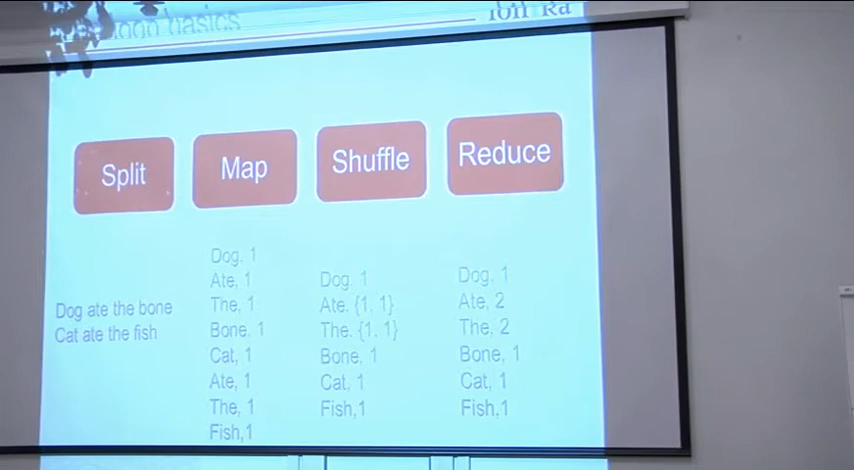 basics
Split
Map
Shuffle
Reduce
Dog ate the bone
Cat ate the fish
Dog. 1
Ate, 1
The, 1
Bone. 1
Cat, 1
Ate, 1
The, 1
Fish,1
Dog. 1
Ate. {1, 1}
The. {1, 1}
Bone. 1
Cat. 1
Fish,1
Dog, 1
Ate, 2
The, 2
Bone, 1
Cat, 1
Fish,1